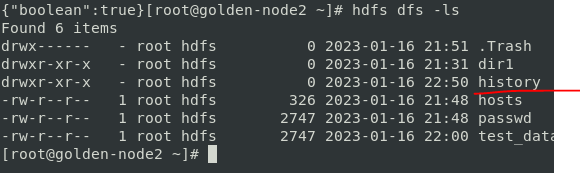 {"boolean":true}[root@golden-node2 ~]# hdfs dfs -ls
Found 6 items
drwx------   - root hdfs          0 2023-01-16 21:51 .Trash
drwxr-xr-x   - root hdfs          0 2023-01-16 21:31 dir1
drwxr-xr-x   - root hdfs          0 2023-01-16 22:50 history
-rw-r--r--   1 root hdfs        326 2023-01-16 21:48 hosts
-rw-r--r--   1 root hdfs       2747 2023-01-16 21:48 passwd
-rw-r--r--   1 root hdfs       2747 2023-01-16 22:00 test_data
[root@golden-node2 ~]#